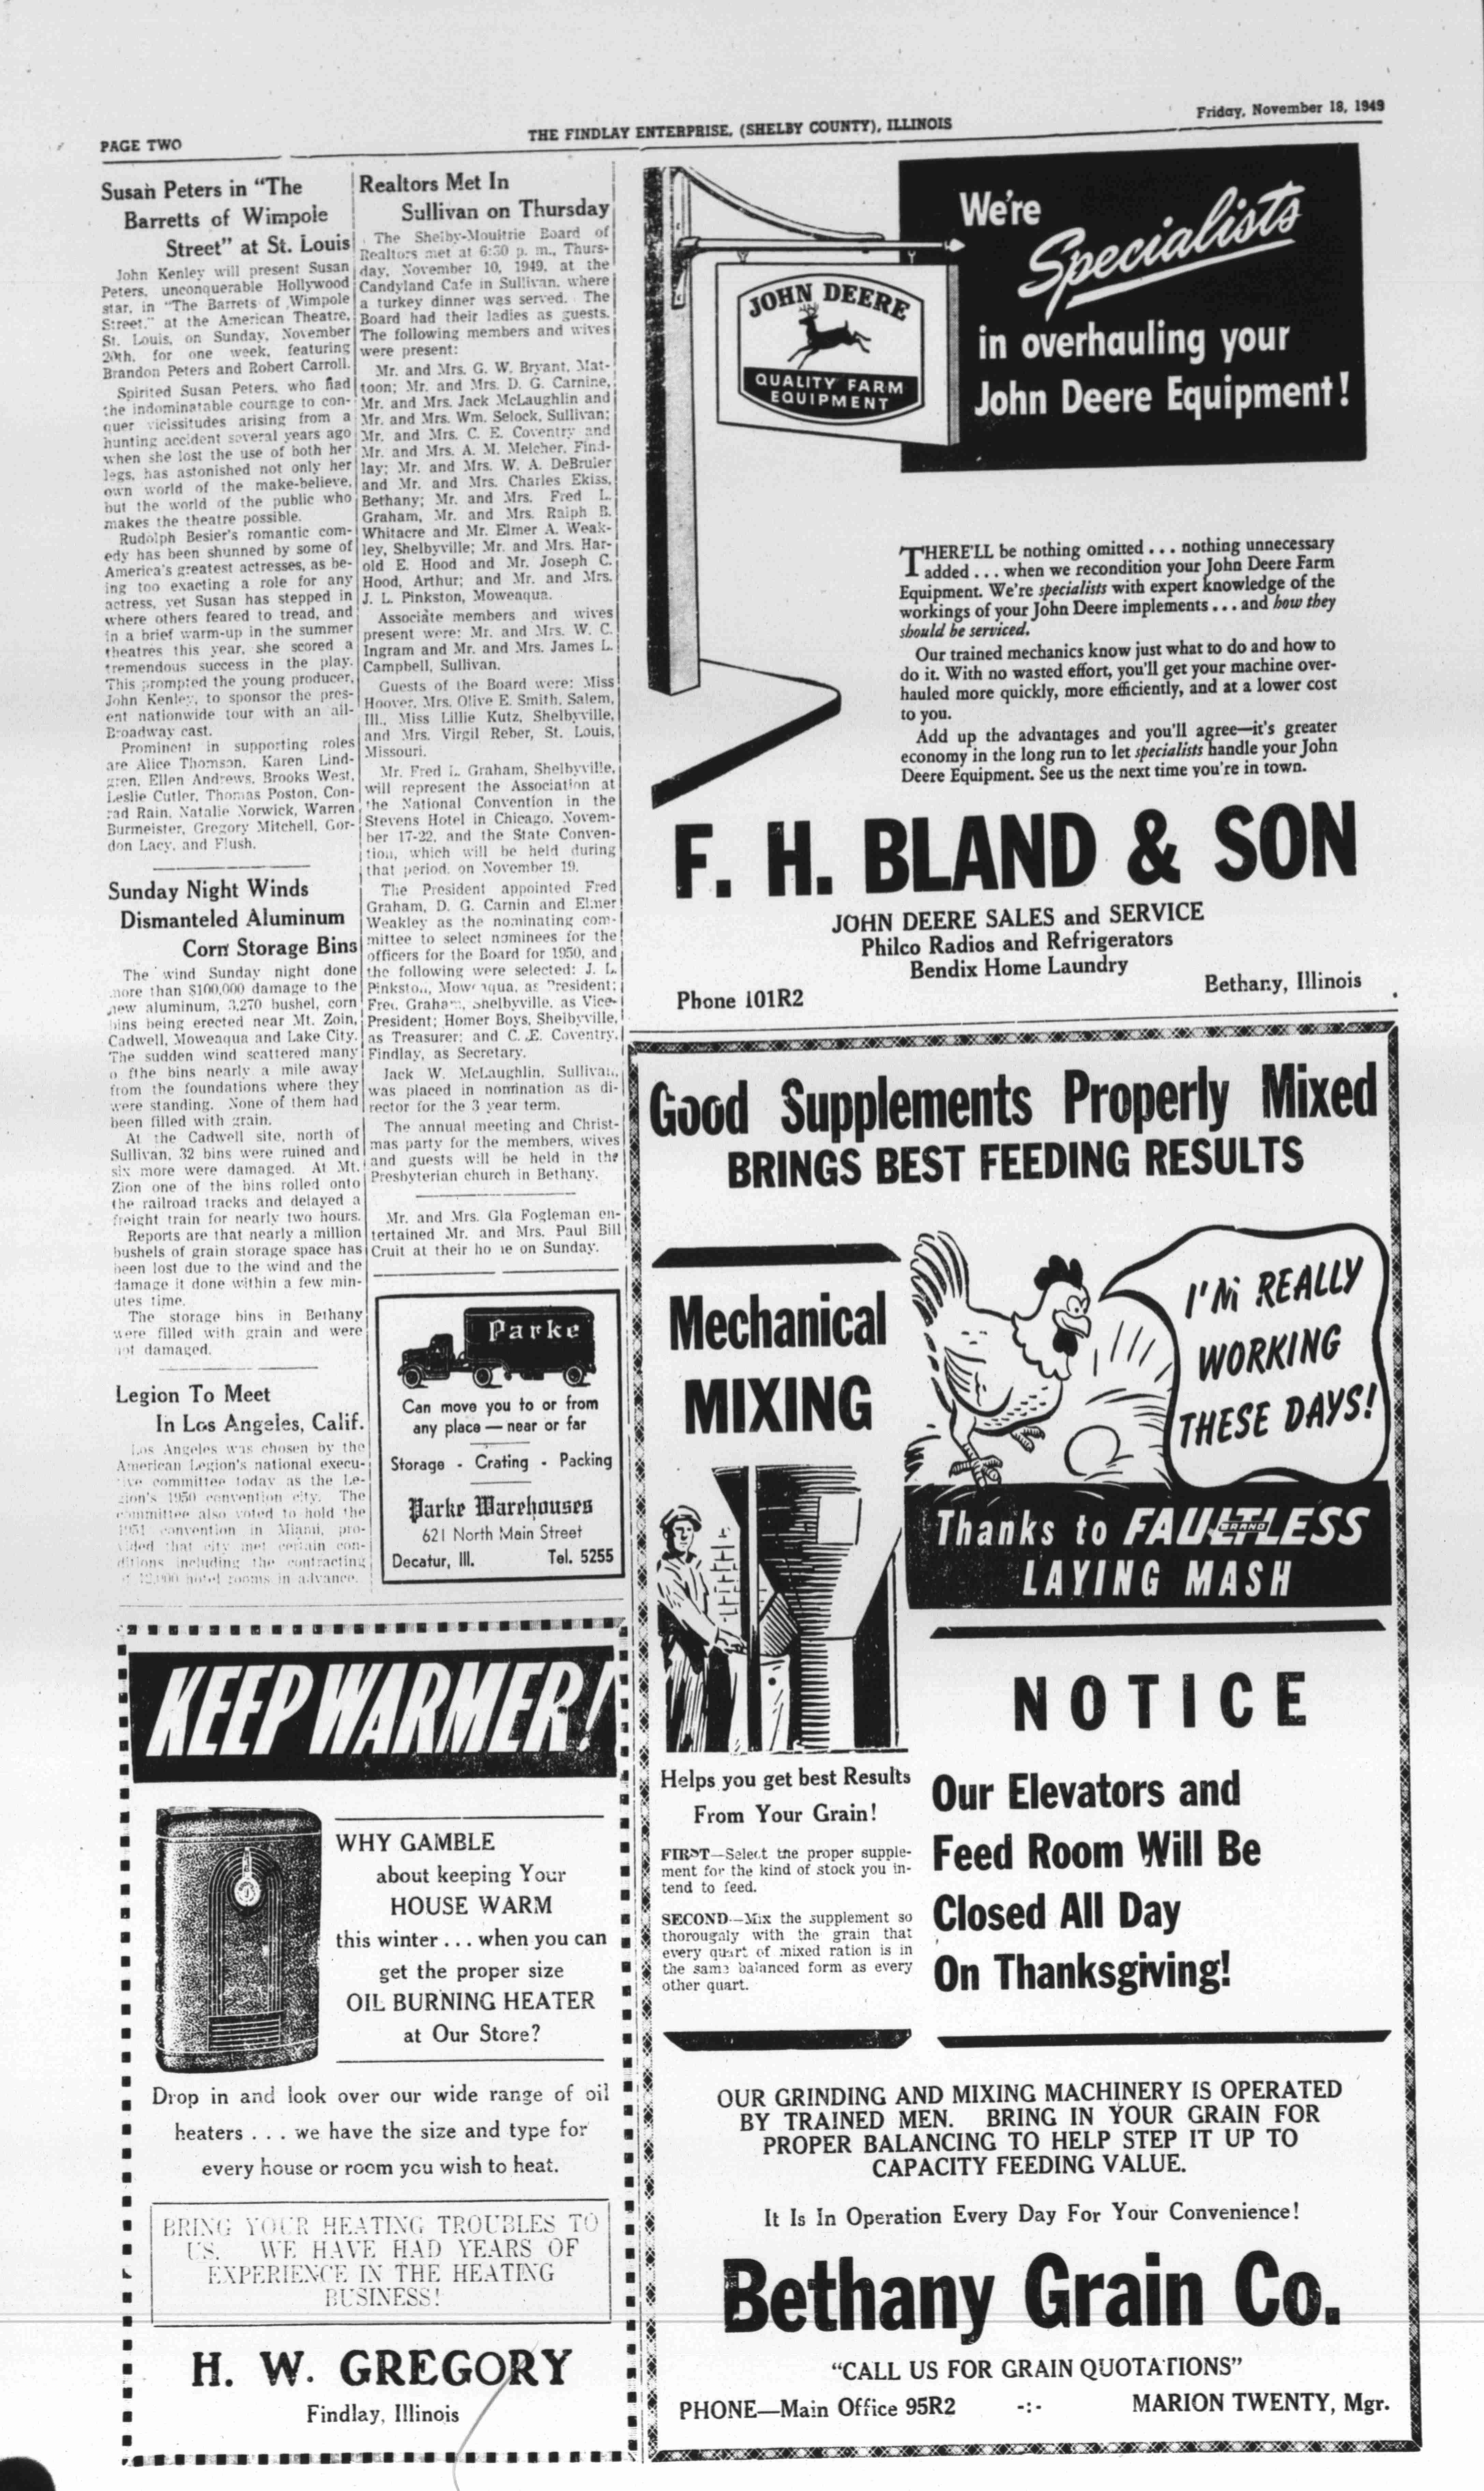 PAGE TWO
THE FINDLAY ENTERPRISE, (SHELBY COUNTY), ILLINOIS
Friday, November 18, 1949
Susan Peters in "The
Barretts of Wimpole
Street" at St. Louis
John Kenley will present Susan
Peters, unconquerable Hollywood
star, in "The Barrets of Wimpole
Street," at the American Theatre,
St. Louis, on Sunday, November
20th, for one week, featuring
Brandon Peters and Robert Carroll.
Spirited Susan Peters, who had
the indominatable courage to con-
quer vicissitudes arising from a
hunting accident several years ago
when she lost the use of both her
legs, has astonished not only her
own world of the make-believe,
but the world of the public who
makes the theatre possible.
Rudolph Besier's romantic com-
edy has been shunned by some of
America's greatest actresses, as be-
ing too exacting a role for any
actress, yet Susan has stepped in
where others feared to tread, and
in a brief warm-up in the summer
theatres this year, she scored a
tremendous success in the play.
This prompted the young producer,
John Kenley, to sponsor the pres-
ent nationwide tour with an all-
Broadway cast.
Prominent in supporting roles
are Alice Thomson, Karen Lind-
gren, Ellen Andrews, Brooks West,
Leslie Cutler, Thomas Poston, Con-
rad Rain, Natalie Norwick, Warren
Burmeister, Gregory Mitchell, Gor-
don Lacy, and Flush.
Sunday Night Winds
Dismanteled Aluminum
Corn Storage Bins
The wind Sunday night done
more than $100,000 damage to the
new aluminum, 3,270 bushel, corn
bins being erected near Mt. Zoin,
Cadwell, Moweaqua and Lake City.
The sudden wind scattered many
o fthe bins nearly a mile away
from the foundations where they
were standing. None of them had
been filled with grain.
At the Cadwell site, north of
Sullivan, 32 bins were ruined and
six more were damaged. At Mt.
Zion one of the bins rolled onto
the railroad tracks and delayed a
freight train for nearly two hours.
Reports are that nearly a million
bushels of grain storage space has
been lost due to the wind and the
damage it done within a few min-
utes time.
The storage bins in Bethany
were filled with grain and were
not damaged.
Legion To Meet
In Los Angeles, Calif.
Los Angeles was chosen by the
American Legion's national execu-
tive committee today as the Le-
gion's 1950 convention city. The
committee also voted to hold the
1951 convention in Miami, pro-
vided that city met certain con-
ditions including the contracting
of 12,000 hotel rooms in advance.
Realtors Met In
Sullivan on Thursday
The Shelby-Moultrie Board of
Realtors met at 6:30 p. m., Thurs-
day, November 10, 1949, at the
Candyland Cafe in Sullivan, where
a turkey dinner was served. The
Board had their ladies as guests.
The following members and wives
were present:
Mr. and Mrs. G. W. Bryant, Mat-
toon; Mr. and Mrs. D. G. Carnine,
Mr. and Mrs. Jack McLaughlin and
Mr. and Mrs. Wm. Selock, Sullivan;
Mr. and Mrs. C. E. Coventry and
Mr. and Mrs. A. M. Melcher, Find-
lay; Mr. and Mrs. W. A. DeBruler
and Mr. and Mrs. Charles Ekiss,
Bethany; Mr. and Mrs. Fred L.
Graham, Mr. and Mrs. Ralph B.
Whitacre and Mr. Elmer A. Weak-
ley, Shelbyville; Mr. and Mrs. Har-
old E. Hood and Mr. Joseph C.
Hood, Arthur; and Mr. and Mrs.
J. L. Pinkston, Moweaqua.
Associate members and wives
present were: Mr. and Mrs. W. C.
Ingram and Mr. and Mrs. James L.
Campbell, Sullivan.
Guests of the Board were: Miss
Hoover, Mrs. Olive E. Smith, Salem,
Ill., Miss Lillie Kutz, Shelbyville,
and Mrs. Virgil Reber, St. Louis,
Missouri.
Mr. Fred L. Graham, Shelbyville,
will represent the Association at
the National Convention in the
Stevens Hotel in Chicago, Novem-
ber 17-22, and the State Conven-
tion, which will be held during
that period, on November 19.
The President appointed Fred
Graham, D. G. Carnin and Elmer
Weakley as the nominating com-
mittee to select nominees for the
officers for the Board for 1950, and
the following were selected: J. L.
Pinkston, Moweaqua, as President;
Fred Graham, Shelbyville, as Vice-
President; Homer Boys, Shelbyville,
as Treasurer; and C. E. Coventry,
Findlay, as Secretary.
Jack W. McLaughlin, Sullivan,
was placed in nomination as di-
rector for the 3 year term.
The annual meeting and Christ-
mas party for the members, wives
and guests will be held in the
Presbyterian church in Bethany.
Mr. and Mrs. Gla Fogleman en-
tertained Mr. and Mrs. Paul Bill
Cruit at their ho e on Sunday.
Parke
Can move you to or from
any place — near or far
Storage - Crating - Packing
Parke Warehouses
621 North Main Street
Decatur, Ill. Tel. 5255
KEEP WARMER!
WHY GAMBLE
about keeping Your
HOUSE WARM
this winter . . . when you can
get the proper size
OIL BURNING HEATER
at Our Store?
Drop in and look over our wide range of oil
heaters . . . we have the size and type for
every house or room you wish to heat.
BRING YOUR HEATING TROUBLES TO
US. WE HAVE HAD YEARS OF
EXPERIENCE IN THE HEATING
BUSINESS!
H. W. GREGORY
Findlay, Illinois
JOHN DEERE
QUALITY FARM
EQUIPMENT
We're
Specialists
in overhauling your
John Deere Equipment!
THERE'LL be nothing omitted . . . nothing unnecessary
added . . . when we recondition your John Deere Farm
Equipment. We're specialists with expert knowledge of the
workings of your John Deere implements . . . and how they
should be serviced.
Our trained mechanics know just what to do and how to
do it. With no wasted effort, you'll get your machine over-
hauled more quickly, more efficiently, and at a lower cost
to you.
Add up the advantages and you'll agree—it's greater
economy in the long run to let specialists handle your John
Deere Equipment. See us the next time you're in town.
F. H. BLAND & SON
JOHN DEERE SALES and SERVICE
Philco Radios and Refrigerators
Bendix Home Laundry
Phone 101R2
Bethany, Illinois
Good Supplements Properly Mixed
BRINGS BEST FEEDING RESULTS
Mechanical
MIXING
I'M REALLY
WORKING
THESE DAYS!
Thanks to FAULTLESS
BRAND
LAYING MASH
Helps you get best Results
From Your Grain!
FIRST—Select the proper supple-
ment for the kind of stock you in-
tend to feed.
SECOND—Mix the supplement so
thorougaly with the grain that
every quart of mixed ration is in
the same balanced form as every
other quart.
NOTICE
Our Elevators and
Feed Room Will Be
Closed All Day
On Thanksgiving!
OUR GRINDING AND MIXING MACHINERY IS OPERATED
BY TRAINED MEN. BRING IN YOUR GRAIN FOR
PROPER BALANCING TO HELP STEP IT UP TO
CAPACITY FEEDING VALUE.
It Is In Operation Every Day For Your Convenience!
Bethany Grain Co.
"CALL US FOR GRAIN QUOTATIONS"
PHONE—Main Office 95R2 -:- MARION TWENTY, Mgr.